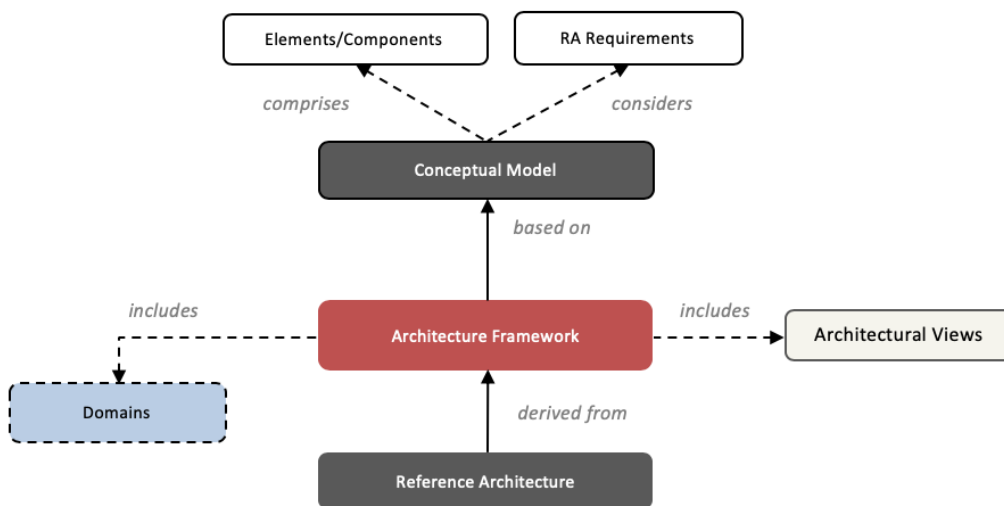 Elements/Components
RA Requirements
comprises
considers
Conceptual Model
based on
includes
includes
Architecture Framework
Architectural Views
Domains
derived from
Reference Architecture